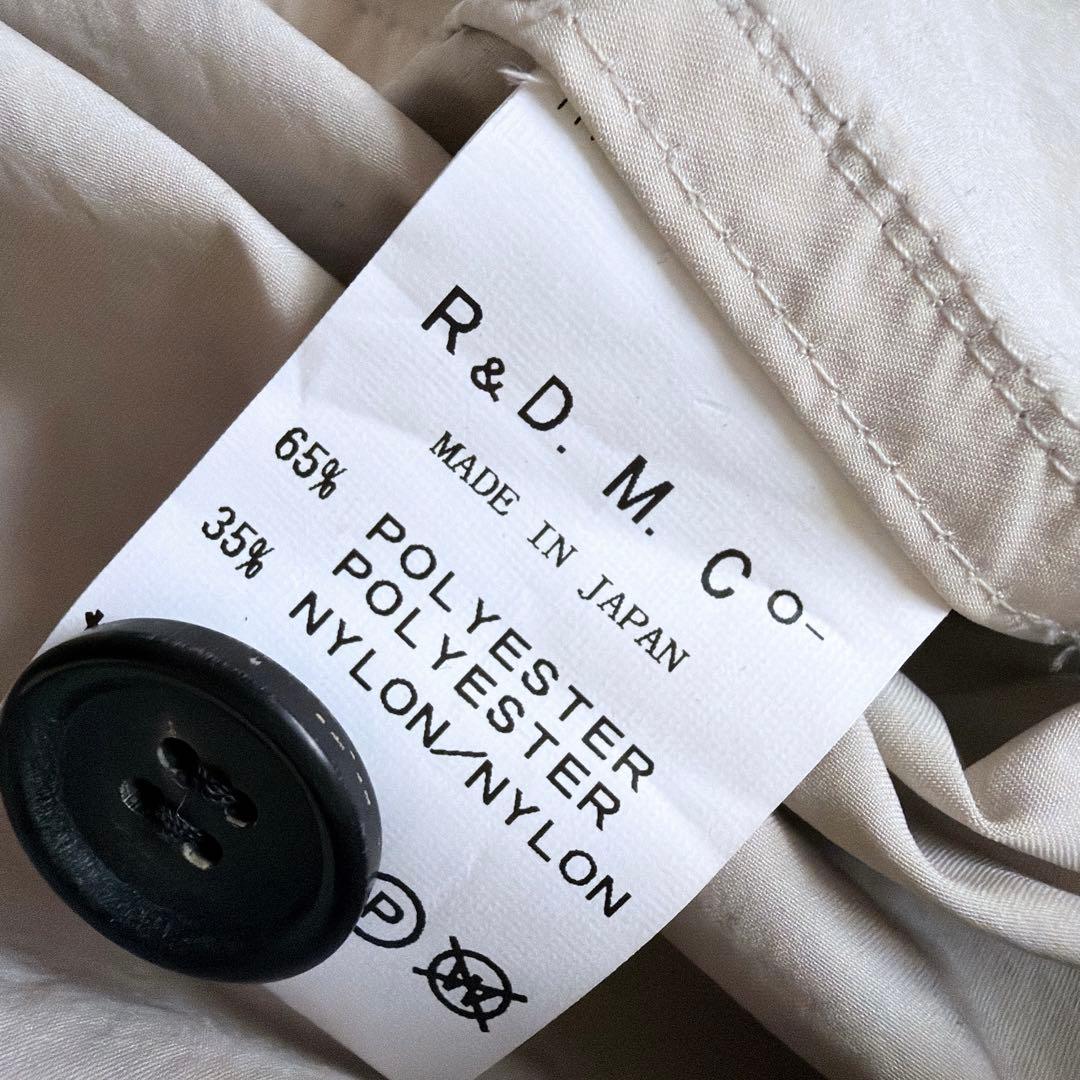 R & D. M. Co-
MADE IN JAPAN
65% POLYESTER
POLYESTER
35% NYLON/NYLON
P
W